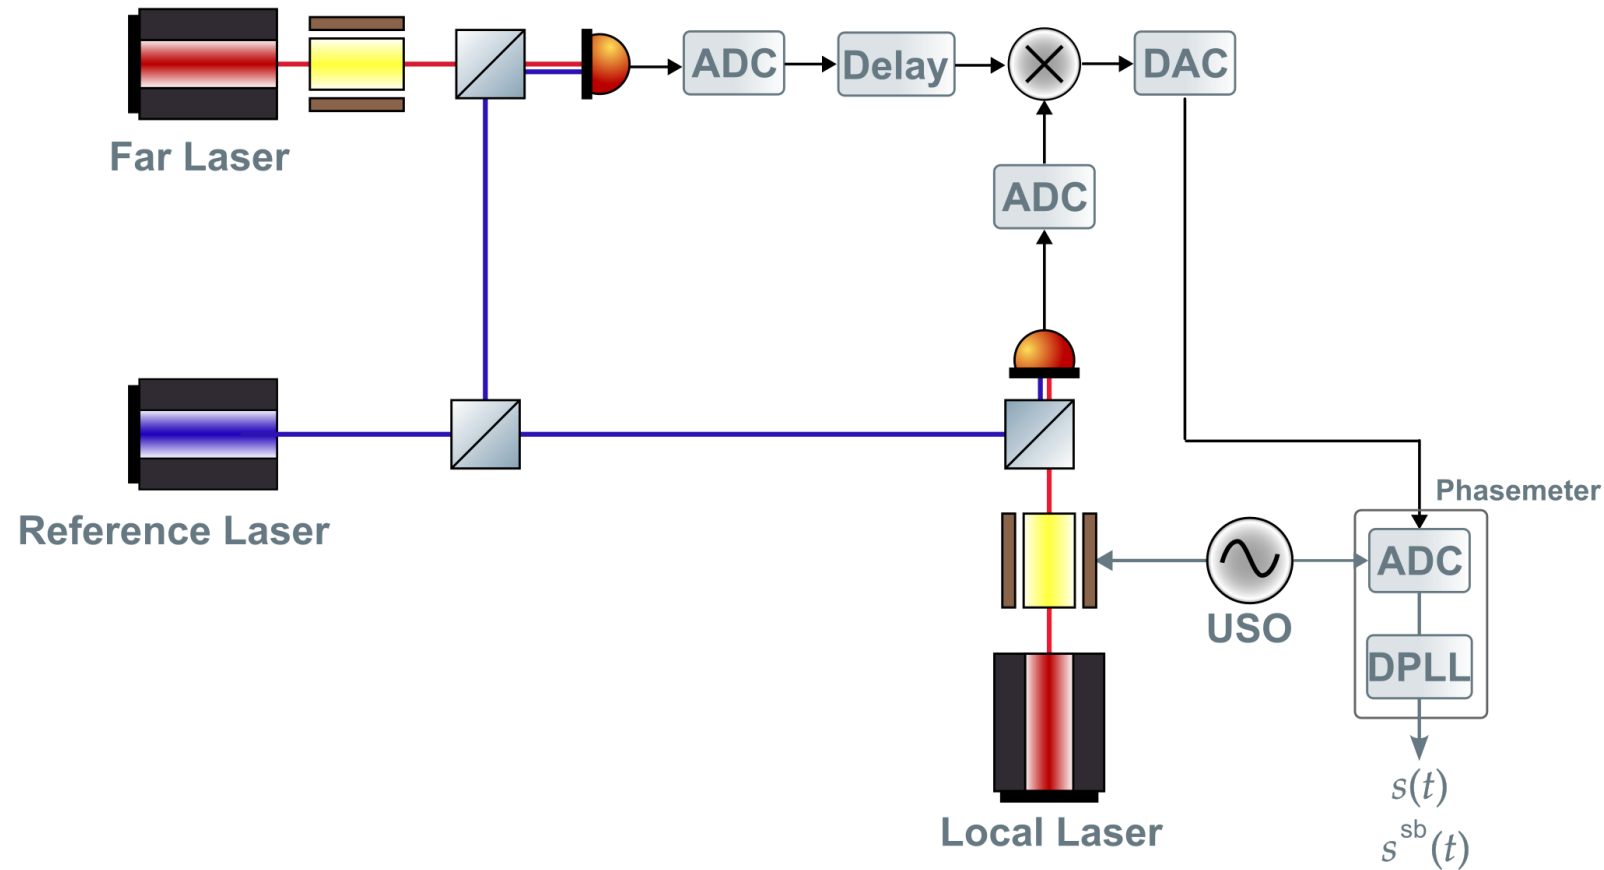 ADC
Delay
DAC
Far Laser
ADC
Phasemeter
Reference Laser
ADC
USO
DPLL
s(t)
Local Laser
s^sb(t)